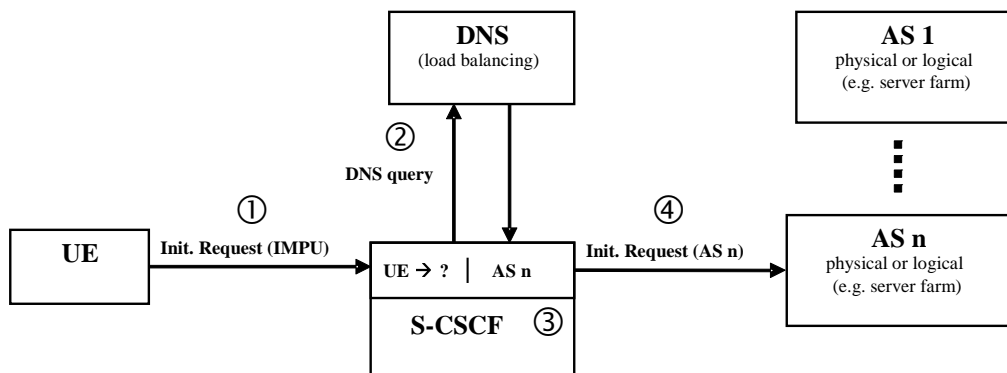 DNS
(load balancing)
AS 1
physical or logical
(e.g. server farm)
②
DNS query
①
④
UE
Init. Request (IMPU)
UE → ? | AS n
Init. Request (AS n)
AS n
physical or logical
(e.g. server farm)
S-CSCF
③